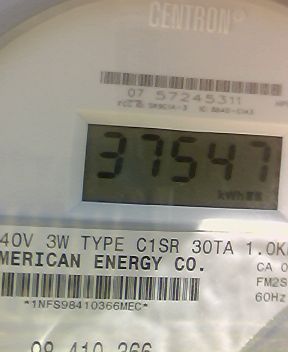 CENTRON®
07 57245311
37547
kWh
40V 3W TYPE C1SR 30TA 1.0K
MERICAN ENERGY CO.
CA 0
FM2S
60Hz
*1NFS98410366MEC*
98 410 366